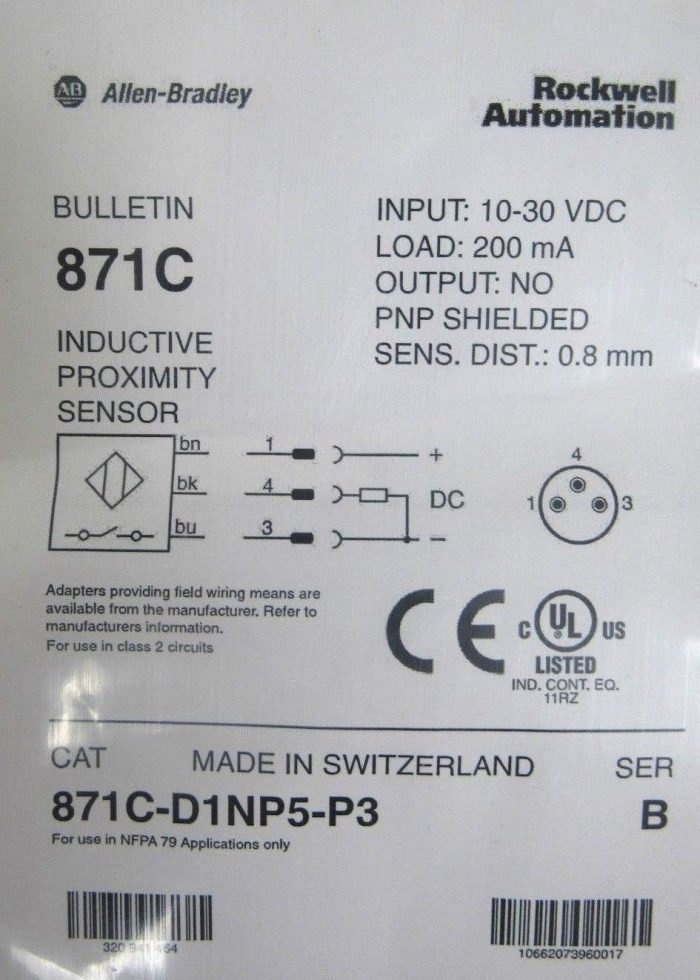 AB Allen-Bradley
Rockwell
Automation
BULLETIN
871C
INDUCTIVE
PROXIMITY
SENSOR
INPUT: 10-30 VDC
LOAD: 200 mA
OUTPUT: NO
PNP SHIELDED
SENS. DIST.: 0.8 mm
bn 1 +
bk 4 DC
bu 3 −
4
1 3
Adapters providing field wiring means are
available from the manufacturer. Refer to
manufacturers information.
For use in class 2 circuits
CE
C UL US
LISTED
IND. CONT. EQ.
11RZ
CAT MADE IN SWITZERLAND SER
871C-D1NP5-P3 B
For use in NFPA 79 Applications only
320
10662073960017